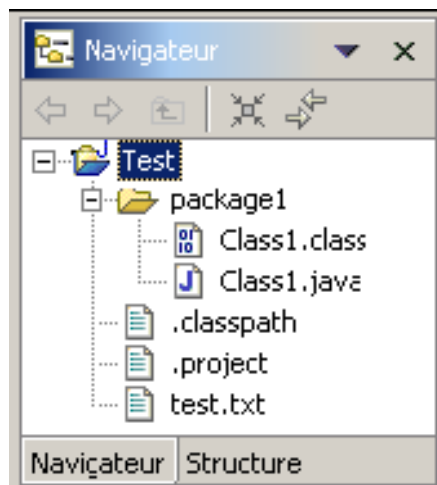 Navigateur
Test
package1
Class1.class
Class1.java
.classpath
.project
test.txt
Navigateur Structure